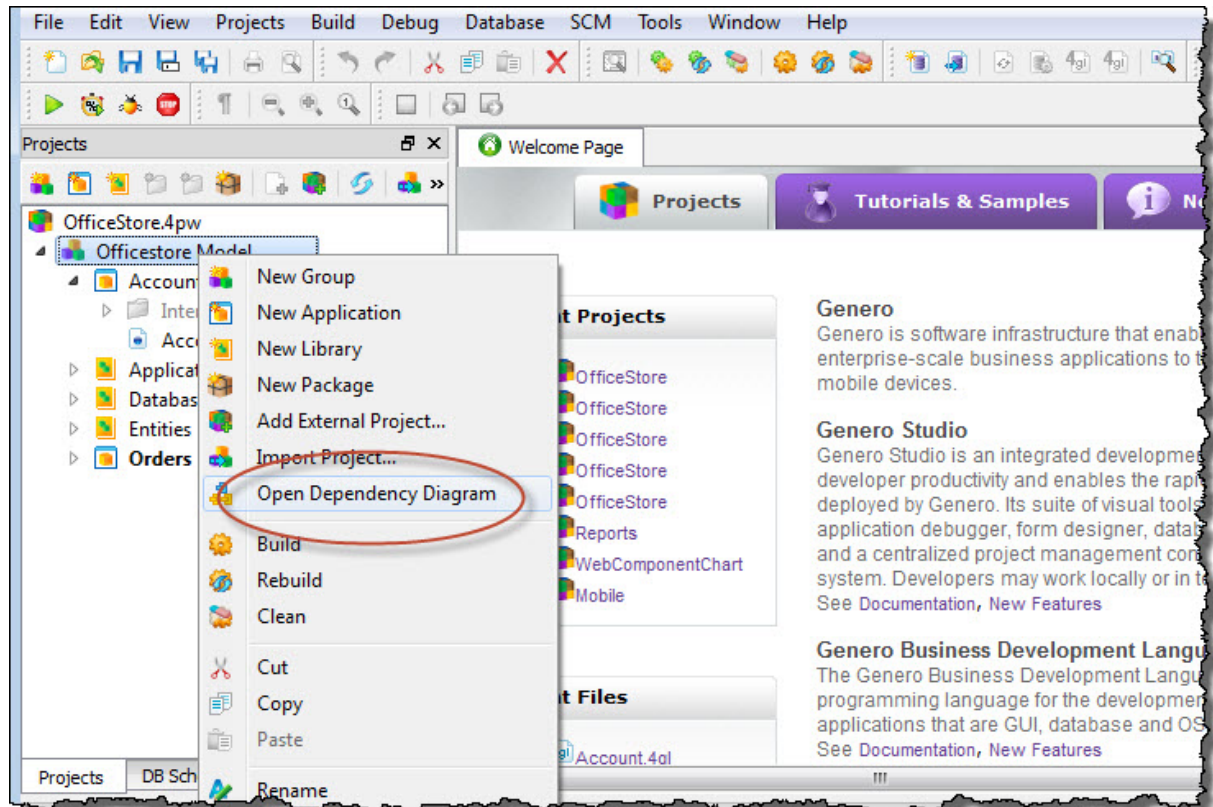 File Edit View Projects Build Debug Database SCM Tools Window Help
Projects
Welcome Page
OfficeStore.4pw
Officestore Model
Applicat
Databas
Entities
Orders
New Group
New Application
New Library
New Package
Add External Project...
Import Project...
Open Dependency Diagram
Build
Rebuild
Clean
Cut
Copy
Paste
Rename
Projects
DB Sch
Projects
Tutorials & Samples
t Projects
OfficeStore
OfficeStore
OfficeStore
OfficeStore
OfficeStore
Reports
WebComponentChart
Mobile
t Files
Account.4gl
Genero
Genero is software infrastructure that enab
enterprise-scale business applications to t
mobile devices.
Genero Studio
Genero Studio is an integrated developme
developer productivity and enables the rapi
deployed by Genero. Its suite of visual tools
application debugger, form designer, datab
and a centralized project management con
system. Developers may work locally or in te
See Documentation, New Features
Genero Business Development Langu
The Genero Business Development Langu
programming language for the developmen
applications that are GUI, database and OS
See Documentation, New Features